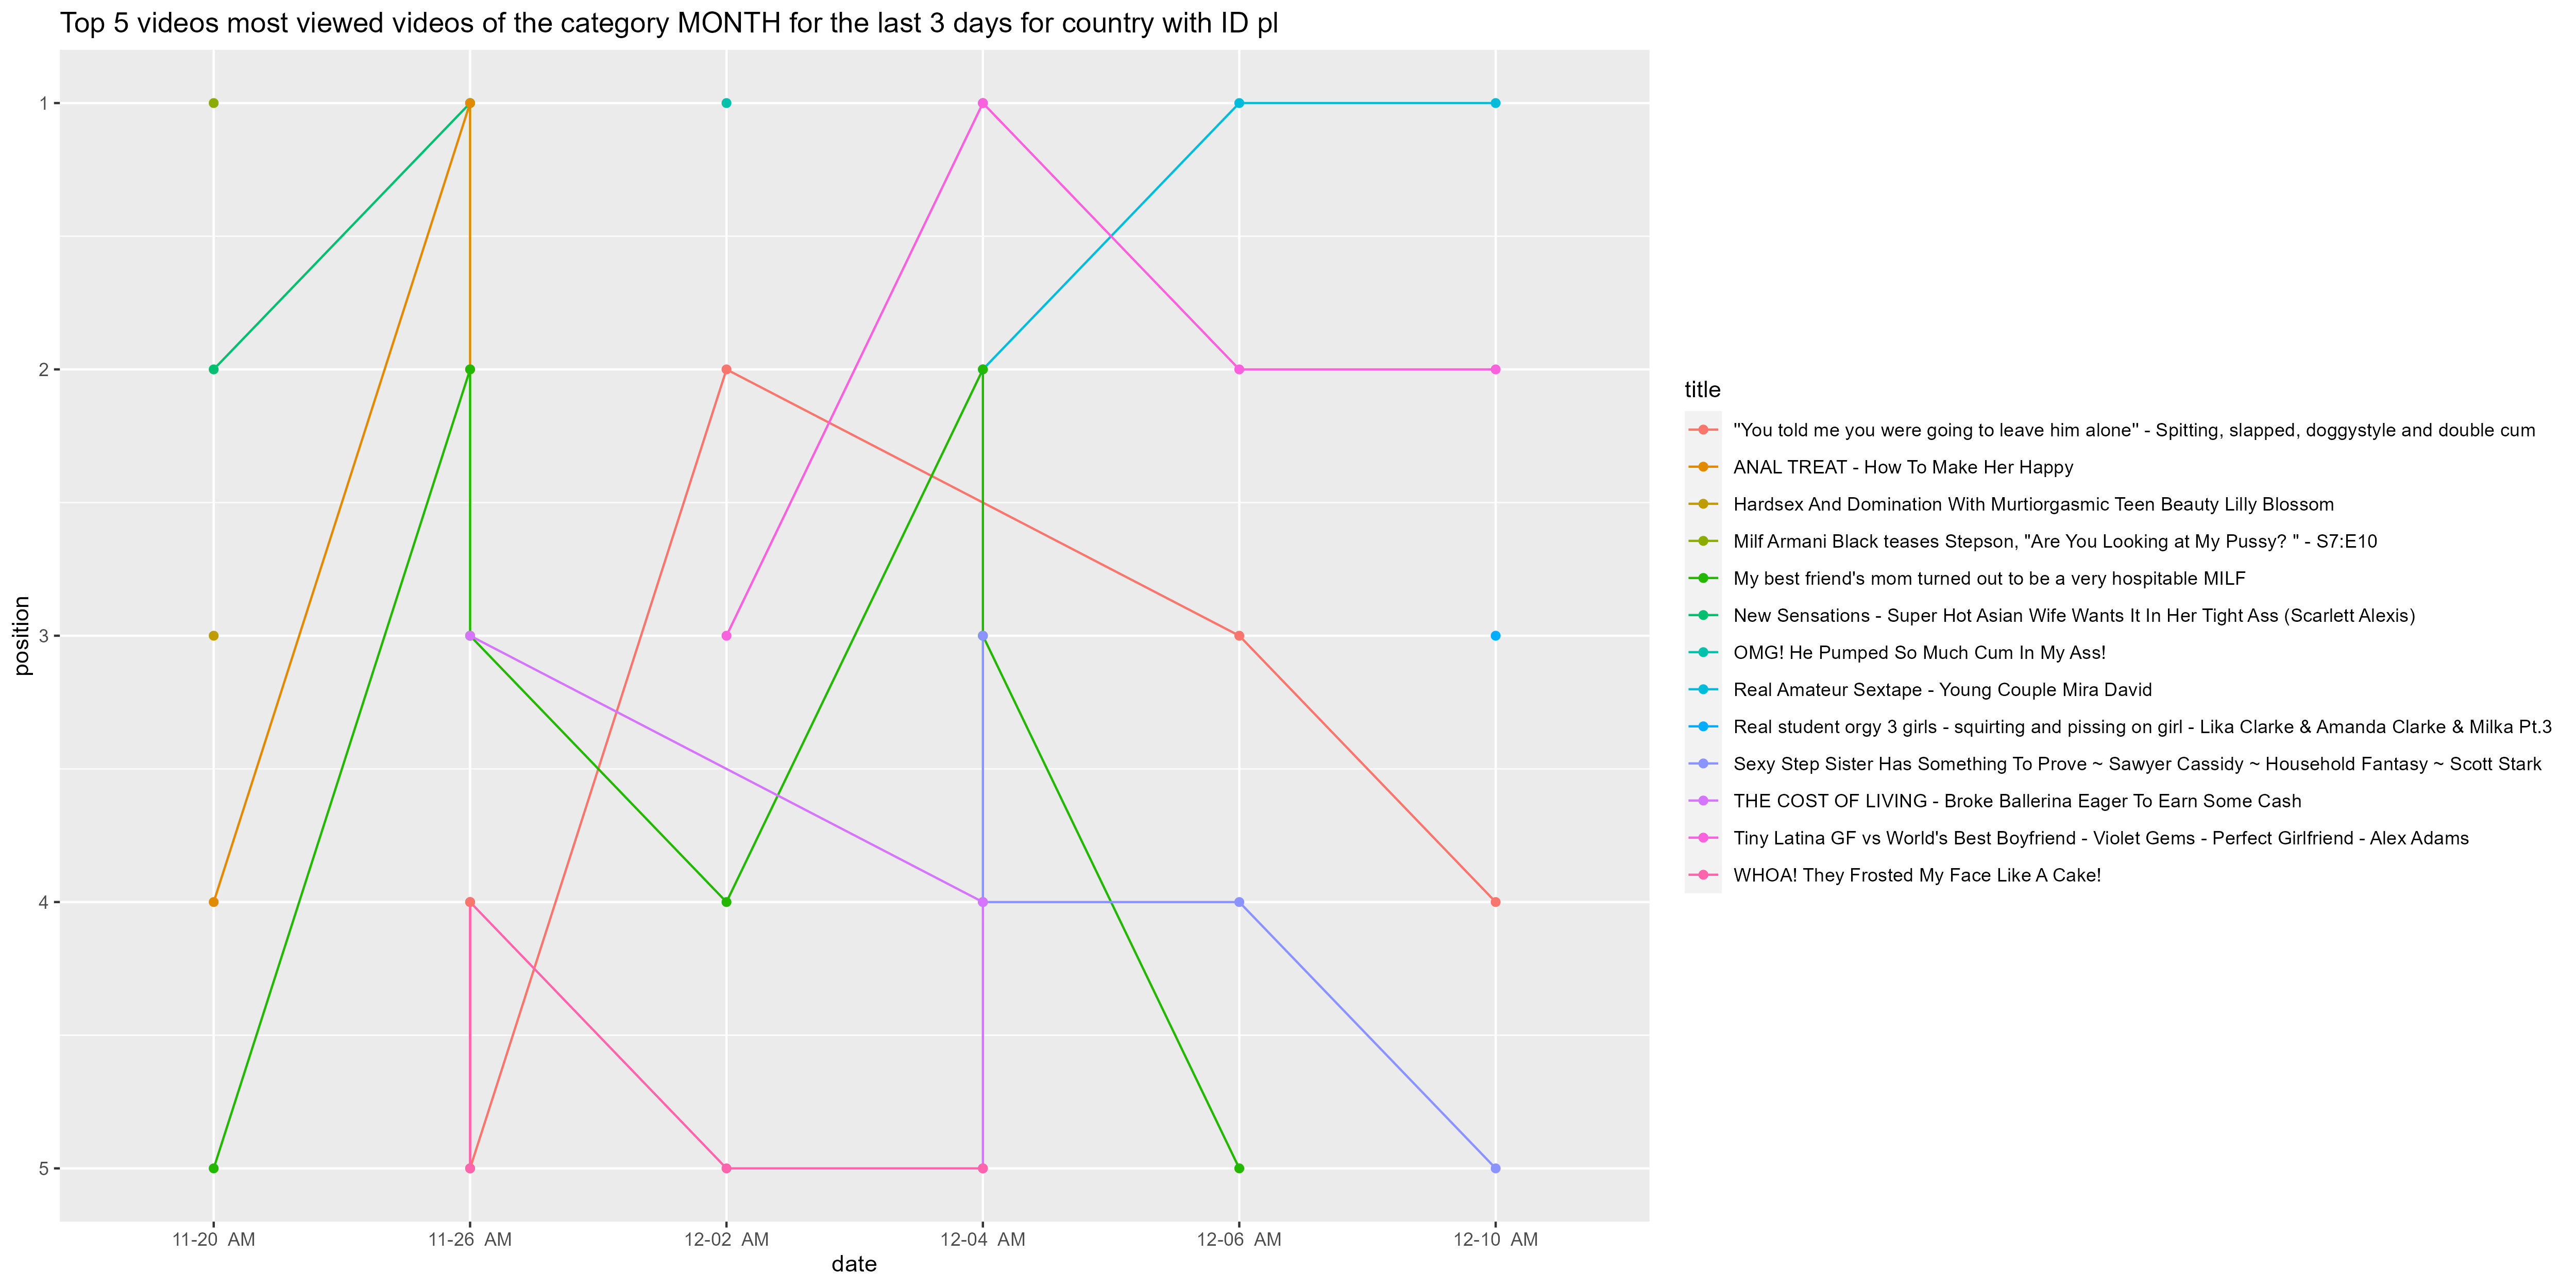 Top 5 videos most viewed videos of the category MONTH for the last 3 days for country with ID pl
position
1
2
3
4
5
11-20 AM
11-26 AM
12-02 AM
12-04 AM
12-06 AM
12-10 AM
date
title
"You told me you were going to leave him alone" - Spitting, slapped, doggystyle and double cum
ANAL TREAT - How To Make Her Happy
Hardsex And Domination With Murtiorgasmic Teen Beauty Lilly Blossom
Milf Armani Black teases Stepson, "Are You Looking at My Pussy? " - S7:E10
My best friend's mom turned out to be a very hospitable MILF
New Sensations - Super Hot Asian Wife Wants It In Her Tight Ass (Scarlett Alexis)
OMG! He Pumped So Much Cum In My Ass!
Real Amateur Sextape - Young Couple Mira David
Real student orgy 3 girls - squirting and pissing on girl - Lika Clarke & Amanda Clarke & Milka Pt.3
Sexy Step Sister Has Something To Prove ~ Sawyer Cassidy ~ Household Fantasy ~ Scott Stark
THE COST OF LIVING - Broke Ballerina Eager To Earn Some Cash
Tiny Latina GF vs World's Best Boyfriend - Violet Gems - Perfect Girlfriend - Alex Adams
WHOA! They Frosted My Face Like A Cake!